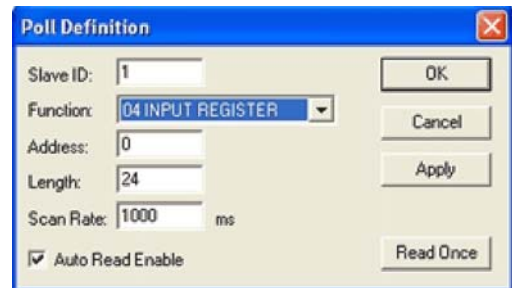 Poll Definition
Slave ID: 1
OK
Function: 04 INPUT REGISTER
Cancel
Address: 0
Length: 24
Apply
Scan Rate: 1000 ms
Auto Read Enable
Read Once